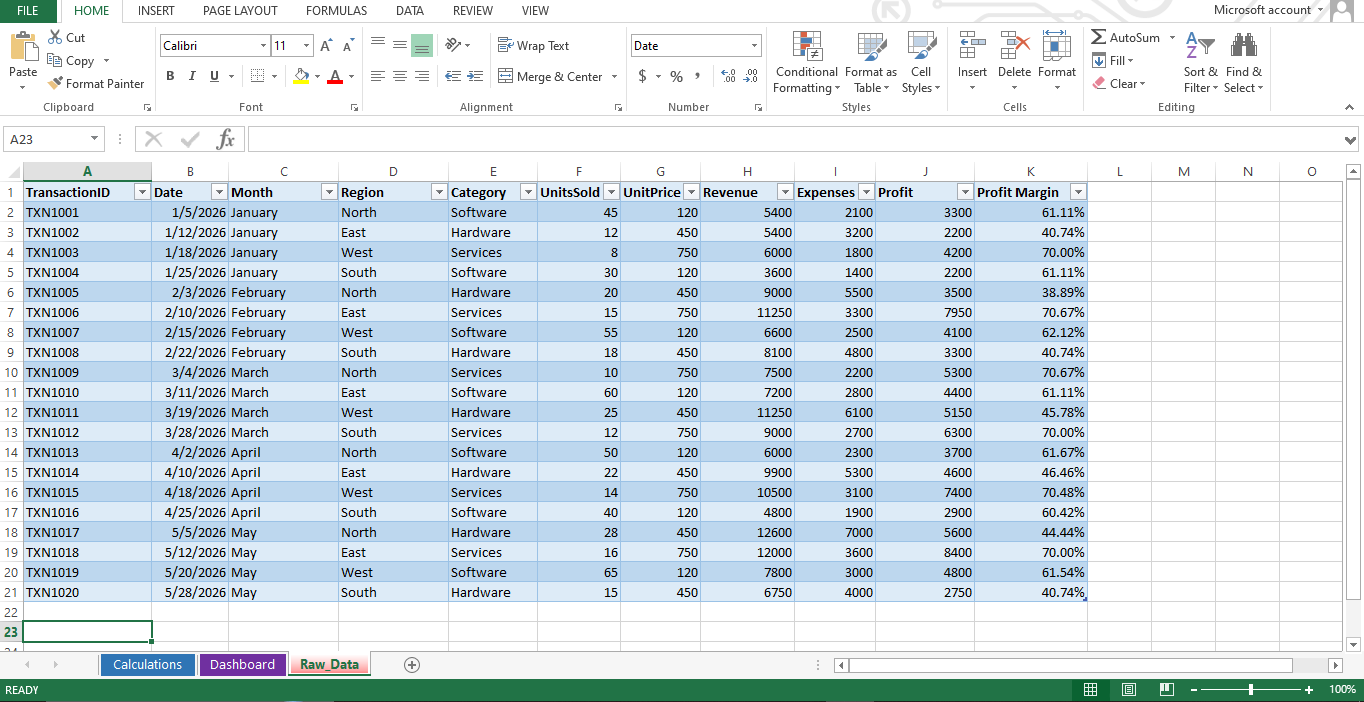 FILE HOME INSERT PAGE LAYOUT FORMULAS DATA REVIEW VIEW Microsoft account
Paste Cut Copy Format Painter
Calibri 11
B I U
Wrap Text
Merge & Center
Date
$ % , .0 .00
Conditional Formatting Format as Table Cell Styles
Insert Delete Format
AutoSum Fill Clear
Sort & Filter Find & Select
Clipboard Font Alignment Number Styles Cells Editing
A23 fx
A B C D E F G H I J K L M N O
1 TransactionID Date Month Region Category UnitsSold UnitPrice Revenue Expenses Profit Profit Margin
2 TXN1001 1/5/2026 January North Software 45 120 5400 2100 3300 61.11%
3 TXN1002 1/12/2026 January East Hardware 12 450 5400 3200 2200 40.74%
4 TXN1003 1/18/2026 January West Services 8 750 6000 1800 4200 70.00%
5 TXN1004 1/25/2026 January South Software 30 120 3600 1400 2200 61.11%
6 TXN1005 2/3/2026 February North Hardware 20 450 9000 5500 3500 38.89%
7 TXN1006 2/10/2026 February East Services 15 750 11250 3300 7950 70.67%
8 TXN1007 2/15/2026 February West Software 55 120 6600 2500 4100 62.12%
9 TXN1008 2/22/2026 February South Hardware 18 450 8100 4800 3300 40.74%
10 TXN1009 3/4/2026 March North Services 10 750 7500 2200 5300 70.67%
11 TXN1010 3/11/2026 March East Software 60 120 7200 2800 4400 61.11%
12 TXN1011 3/19/2026 March West Hardware 25 450 11250 6100 5150 45.78%
13 TXN1012 3/28/2026 March South Services 12 750 9000 2700 6300 70.00%
14 TXN1013 4/2/2026 April North Software 50 120 6000 2300 3700 61.67%
15 TXN1014 4/10/2026 April East Hardware 22 450 9900 5300 4600 46.46%
16 TXN1015 4/18/2026 April West Services 14 750 10500 3100 7400 70.48%
17 TXN1016 4/25/2026 April South Software 40 120 4800 1900 2900 60.42%
18 TXN1017 5/5/2026 May North Hardware 28 450 12600 7000 5600 44.44%
19 TXN1018 5/12/2026 May East Services 16 750 12000 3600 8400 70.00%
20 TXN1019 5/20/2026 May West Software 65 120 7800 3000 4800 61.54%
21 TXN1020 5/28/2026 May South Hardware 15 450 6750 4000 2750 40.74%
22
23
Calculations Dashboard Raw_Data
READY 100%